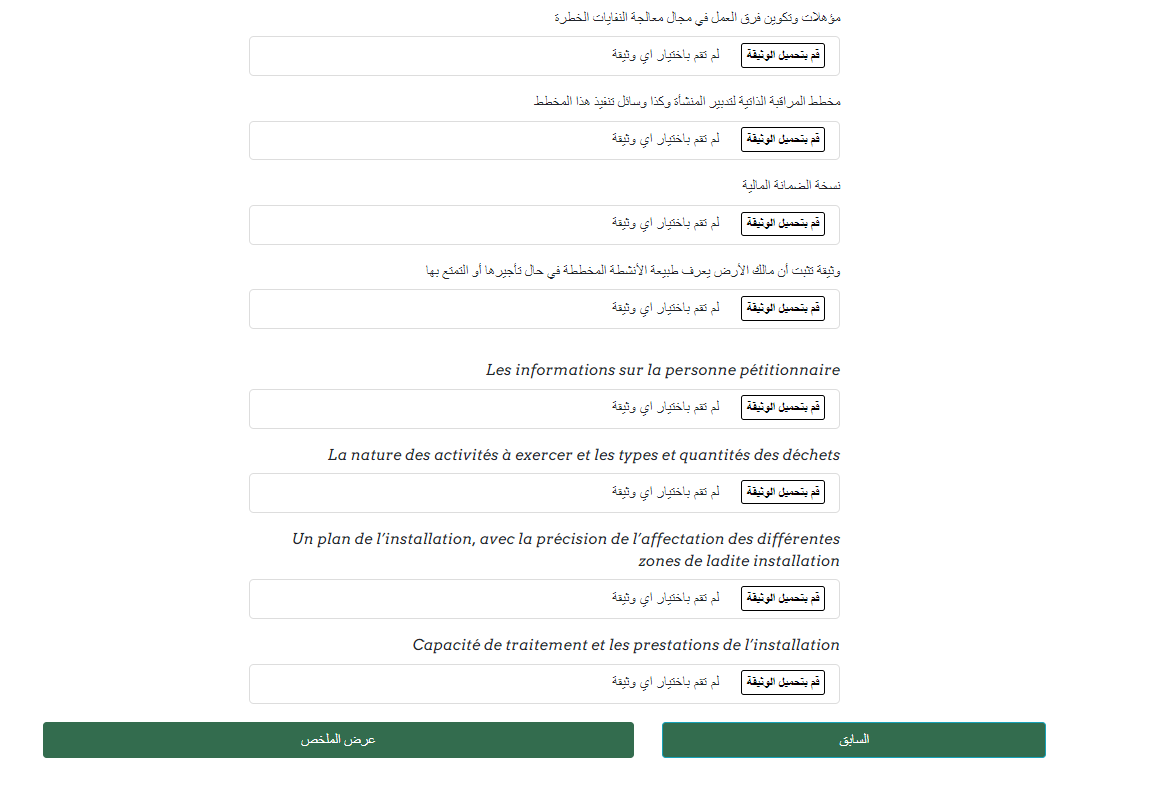 مؤهلات وتكوين فرق العمل في مجال معالجة النفايات الخطرة
قم بتحميل الوثيقة لم تقم باختيار اي وثيقة
مخطط المراقبة الذاتية لتدبير المنشأة وكذا وسائل تنفيذ هذا المخطط
قم بتحميل الوثيقة لم تقم باختيار اي وثيقة
نسخة الضمانة المالية
قم بتحميل الوثيقة لم تقم باختيار اي وثيقة
وثيقة تثبت أن مالك الأرض يعرف طبيعة الأنشطة المخططة في حال تأجيرها أو التمتع بها
قم بتحميل الوثيقة لم تقم باختيار اي وثيقة
Les informations sur la personne pétitionnaire
قم بتحميل الوثيقة لم تقم باختيار اي وثيقة
La nature des activités à exercer et les types et quantités des déchets
قم بتحميل الوثيقة لم تقم باختيار اي وثيقة
Un plan de l’installation, avec la précision de l’affectation des différentes
zones de ladite installation
قم بتحميل الوثيقة لم تقم باختيار اي وثيقة
Capacité de traitement et les prestations de l’installation
قم بتحميل الوثيقة لم تقم باختيار اي وثيقة
السابق عرض الملخص